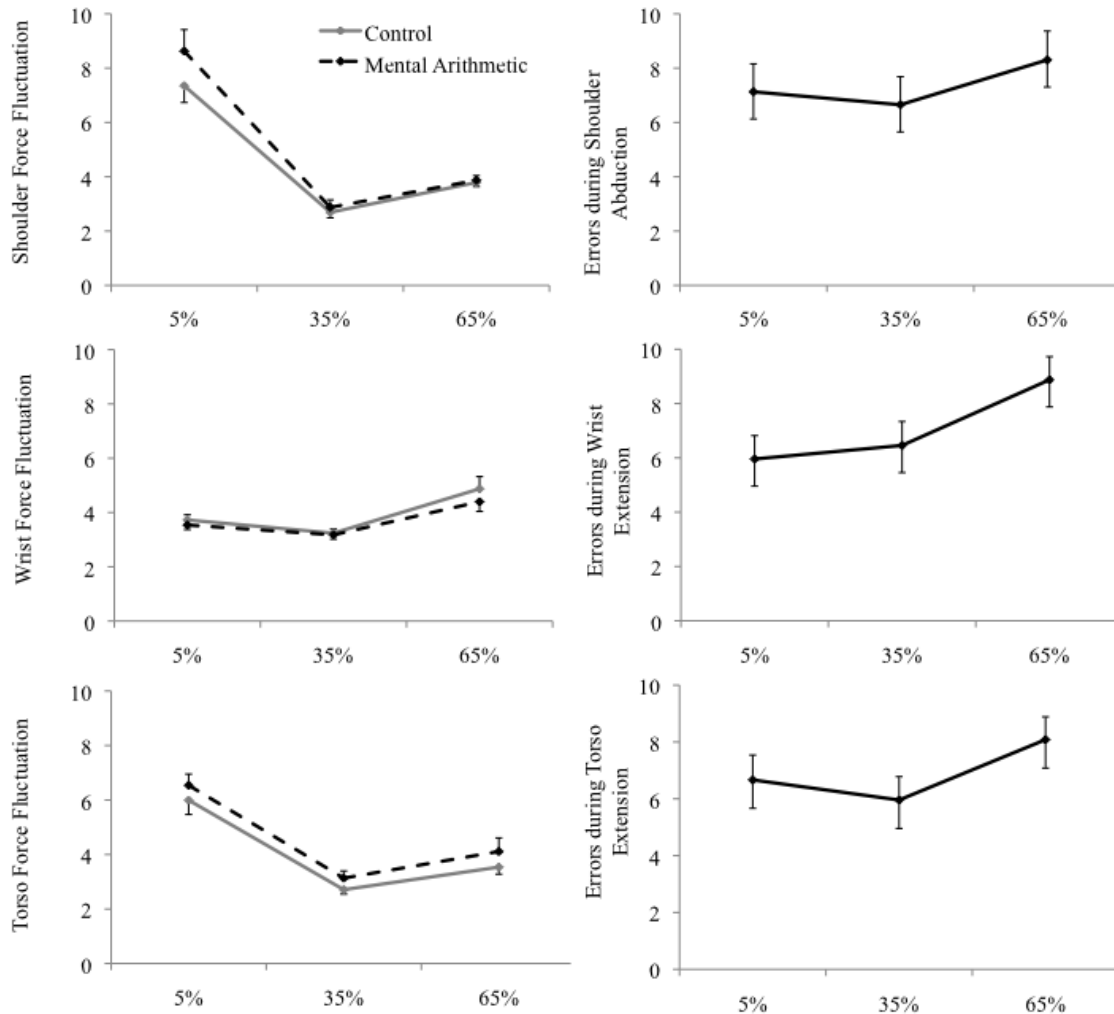 Shoulder Force Fluctuation
10
8
6
4
2
0
5% 35% 65%
Control
Mental Arithmetic
Errors during Shoulder
Abduction
10
8
6
4
2
0
5% 35% 65%
Wrist Force Fluctuation
10
8
6
4
2
0
5% 35% 65%
Errors during Wrist
Extension
10
8
6
4
2
0
5% 35% 65%
Torso Force Fluctuation
10
8
6
4
2
0
5% 35% 65%
Errors during Torso
Extension
10
8
6
4
2
0
5% 35% 65%